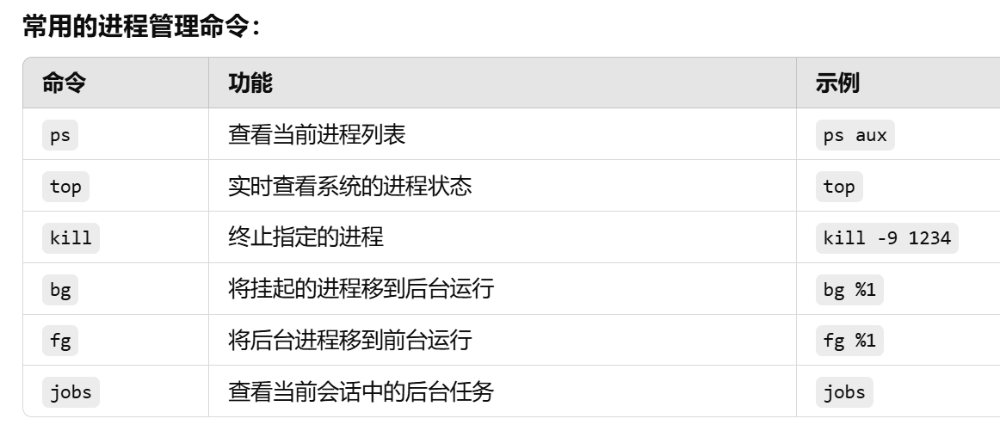 常用的进程管理命令：
命令 功能 示例
ps 查看当前进程列表 ps aux
top 实时查看系统的进程状态 top
kill 终止指定的进程 kill -9 1234
bg 将挂起的进程移到后台运行 bg %1
fg 将后台进程移到前台运行 fg %1
jobs 查看当前会话中的后台任务 jobs